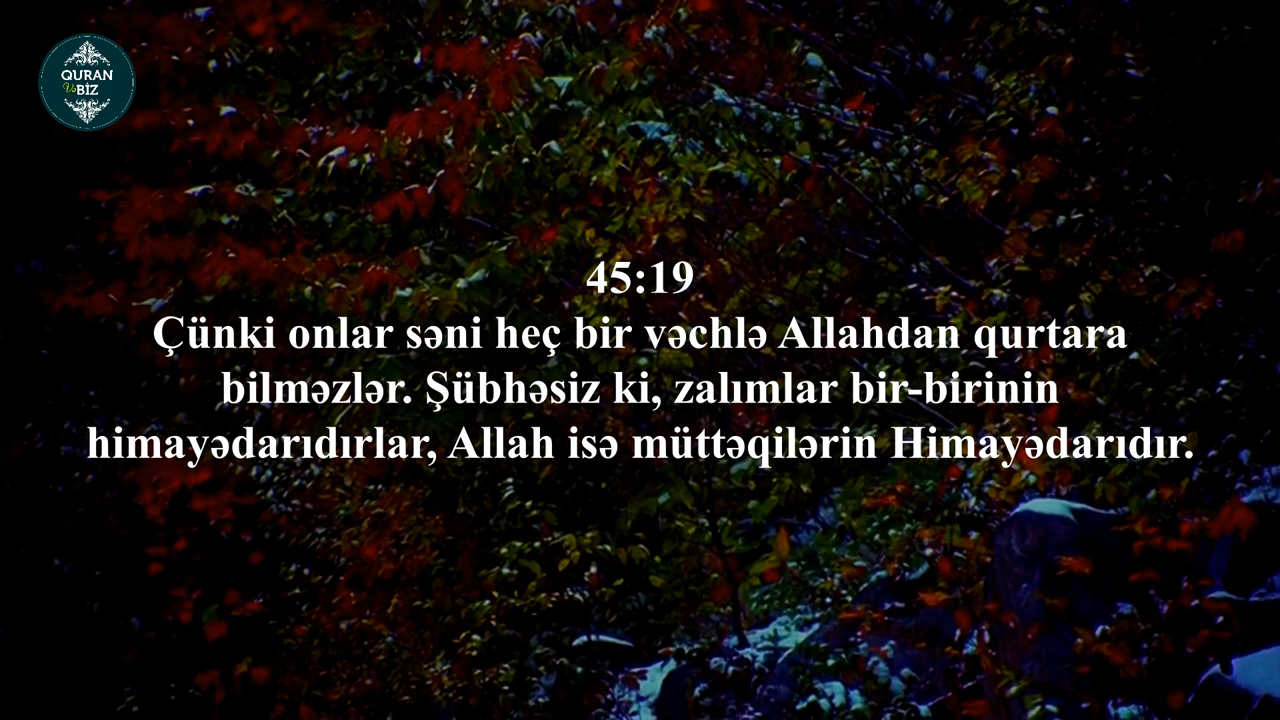 QURAN
Və BİZ
45:19
Çünki onlar səni heç bir vəchlə Allahdan qurtara
bilməzlər. Şübhəsiz ki, zalımlar bir-birinin
himayədarıdırlar, Allah isə müttəqilərin Himayədarıdır.